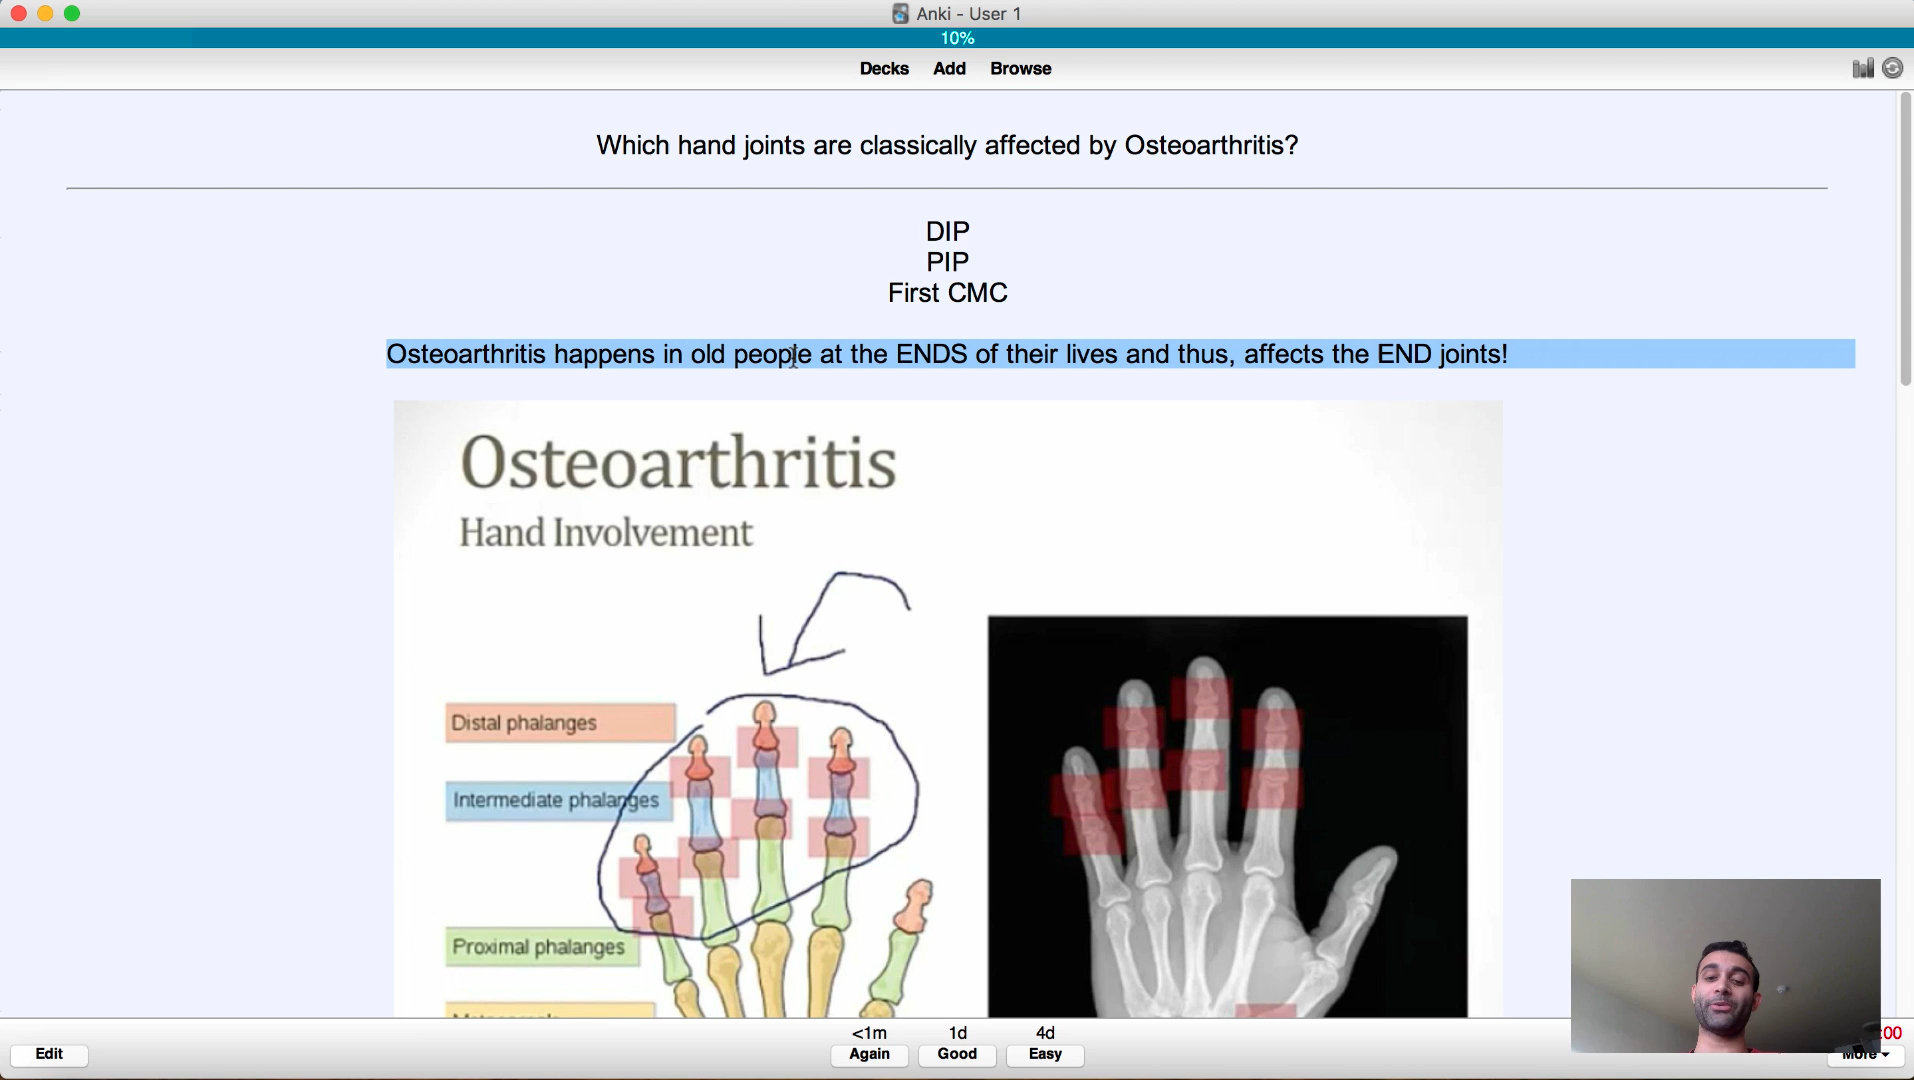 Anki - User 1
10%
Decks Add Browse
Which hand joints are classically affected by Osteoarthritis?
DIP
PIP
First CMC
Osteoarthritis happens in old people at the ENDS of their lives and thus, affects the END joints!
Osteoarthritis
Hand Involvement
Distal phalanges
Intermediate phalanges
Proximal phalanges
<1m 1d 4d :00
Edit Again Good Easy More